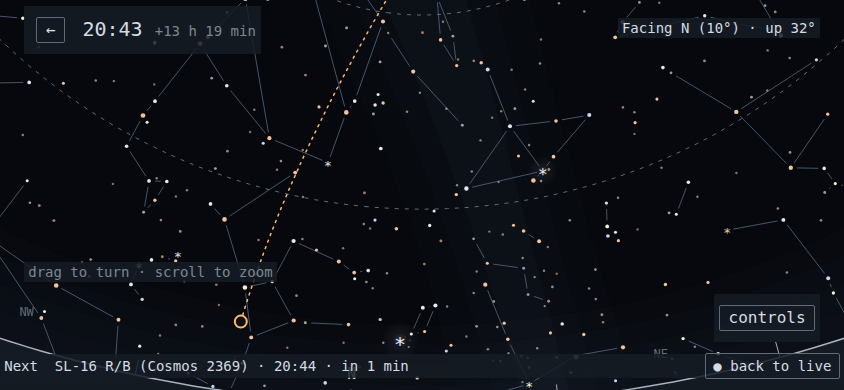 ← 20:43 +13 h 19 min
Facing N (10°) · up 32°
drag to turn · scroll to zoom
NW
controls
NE
N
Next SL-16 R/B (Cosmos 2369) · 20:44 · in 1 min
● back to live